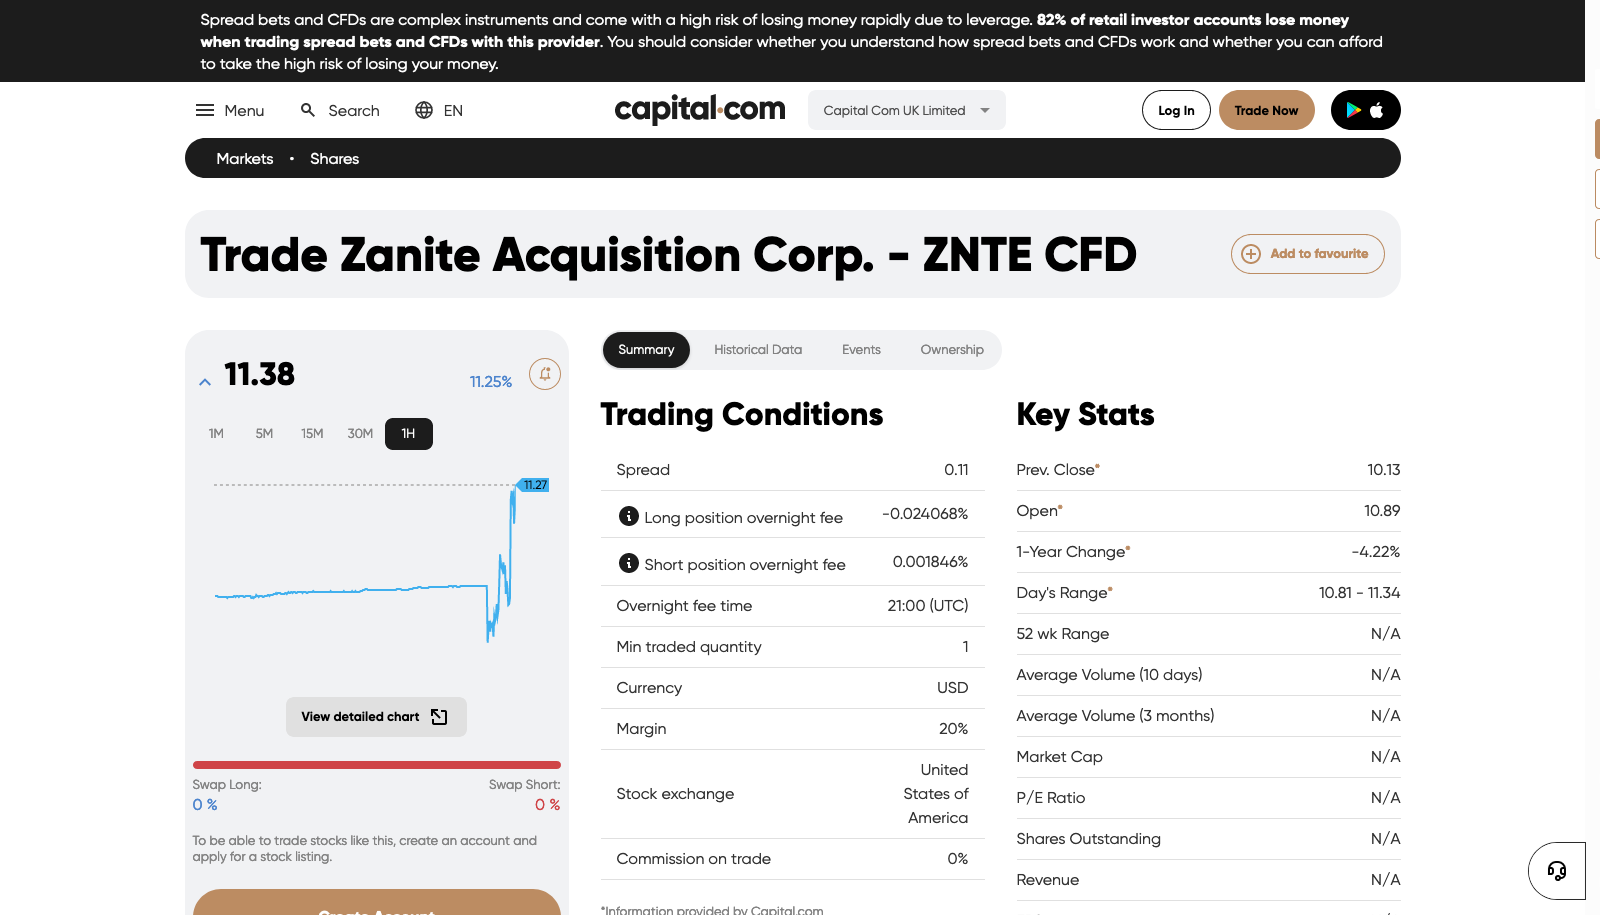 Spread bets and CFDs are complex instruments and come with a high risk of losing money rapidly due to leverage. 82% of retail investor accounts lose money
when trading spread bets and CFDs with this provider. You should consider whether you understand how spread bets and CFDs work and whether you can afford
to take the high risk of losing your money.
Menu
Search
EN
capital.com
Capital Com UK Limited
Log In
Trade Now
Markets • Shares
Trade Zanite Acquisition Corp. - ZNTE CFD
Add to favourite
11.38
11.25%
1M 5M 15M 30M 1H
11.27
View detailed chart
Swap Long: Swap Short:
0 % 0 %
To be able to trade stocks like this, create an account and
apply for a stock listing.
Create Account
Summary Historical Data Events Ownership
Trading Conditions
Spread 0.11
Long position overnight fee -0.024068%
Short position overnight fee 0.001846%
Overnight fee time 21:00 (UTC)
Min traded quantity 1
Currency USD
Margin 20%
Stock exchange United
States of
America
Commission on trade 0%
*Information provided by Capital.com
Key Stats
Prev. Close* 10.13
Open* 10.89
1-Year Change* -4.22%
Day's Range* 10.81 - 11.34
52 wk Range N/A
Average Volume (10 days) N/A
Average Volume (3 months) N/A
Market Cap N/A
P/E Ratio N/A
Shares Outstanding N/A
Revenue N/A